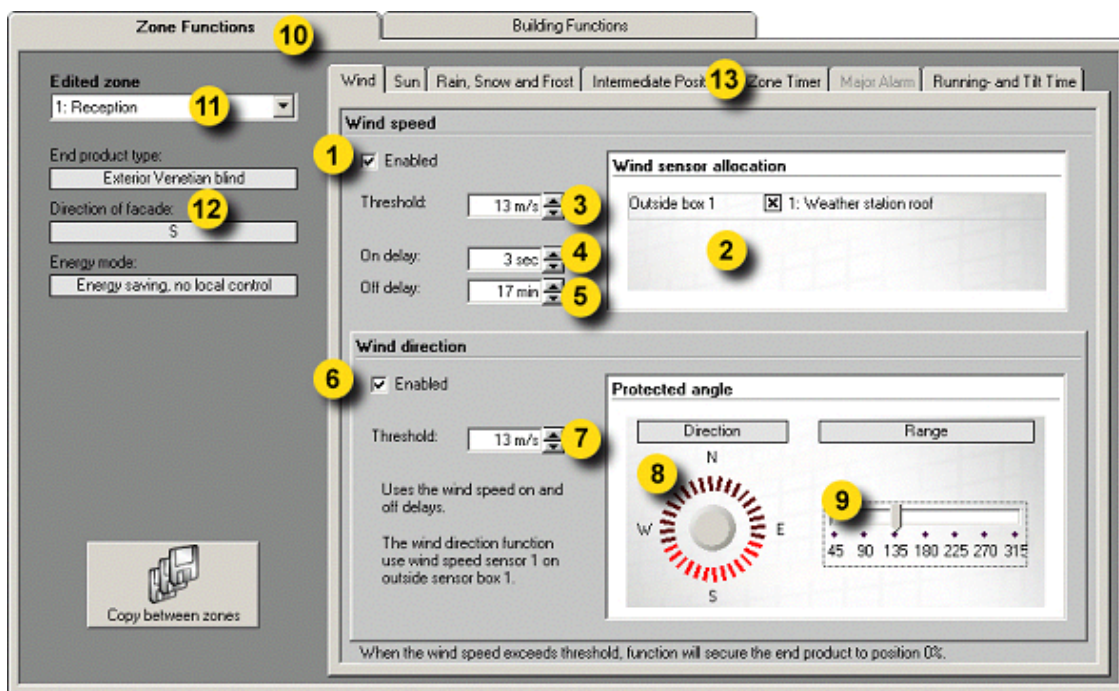 Zone Functions
10
Building Functions
Edited zone
1: Reception
11
End product type:
Exterior Venetian blind
Direction of facade:
12
S
Energy mode:
Energy saving, no local control
Copy between zones
Wind
Sun
Rain, Snow and Frost
Intermediate
13
Zone Timer
Major Alarm
Running- and Tilt Time
Wind speed
1
Enabled
Threshold:
13 m/s
3
On delay:
3 sec
4
Off delay:
17 min
5
Wind sensor allocation
Outside box 1
1: Weather station roof
2
Wind direction
6
Enabled
Threshold:
13 m/s
7
Uses the wind speed on and
off delays.
The wind direction function
use wind speed sensor 1 on
outside sensor box 1.
Protected angle
Direction
Range
8
N
W
E
S
9
45 90 135 180 225 270 315
When the wind speed exceeds threshold, function will secure the end product to position 0%.